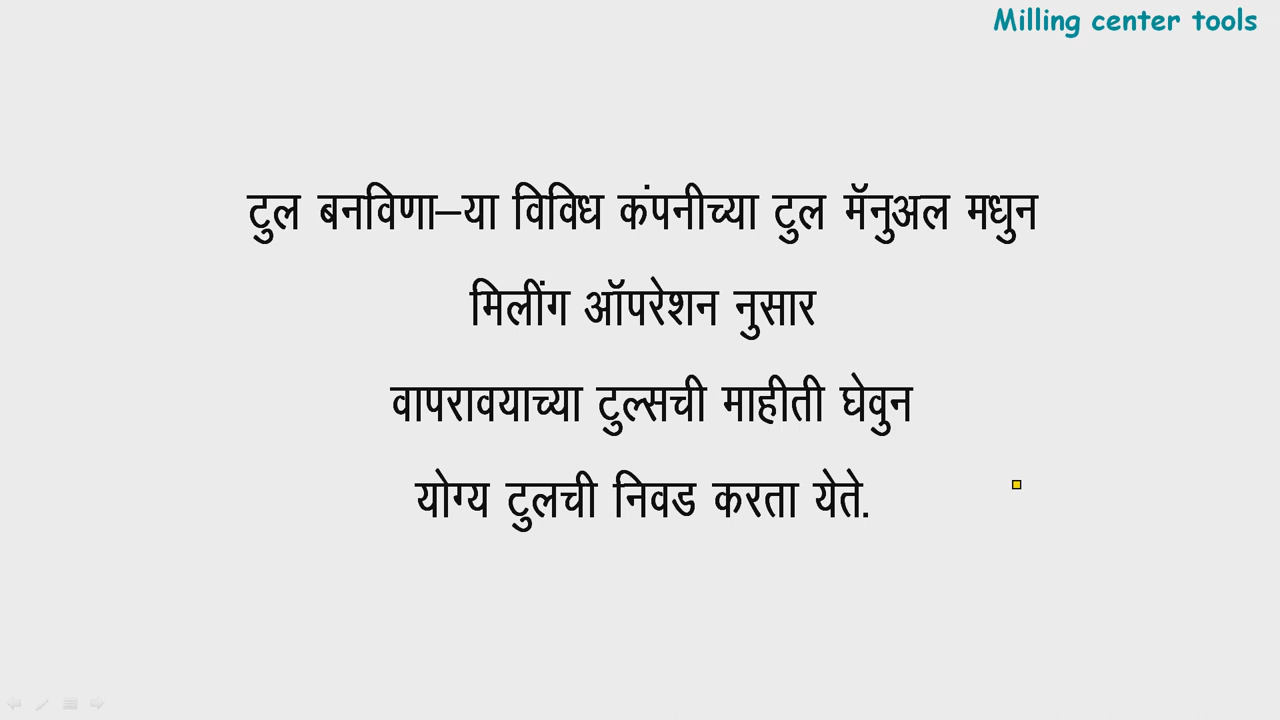 Milling center tools
टुल बनविणा–या विविध कंपनीच्या टुल मॅनुअल मधुन
मिलींग ऑपरेशन नुसार
वापरावयाच्या टुल्सची माहीती घेवुन
योग्य टुलची निवड करता येते.